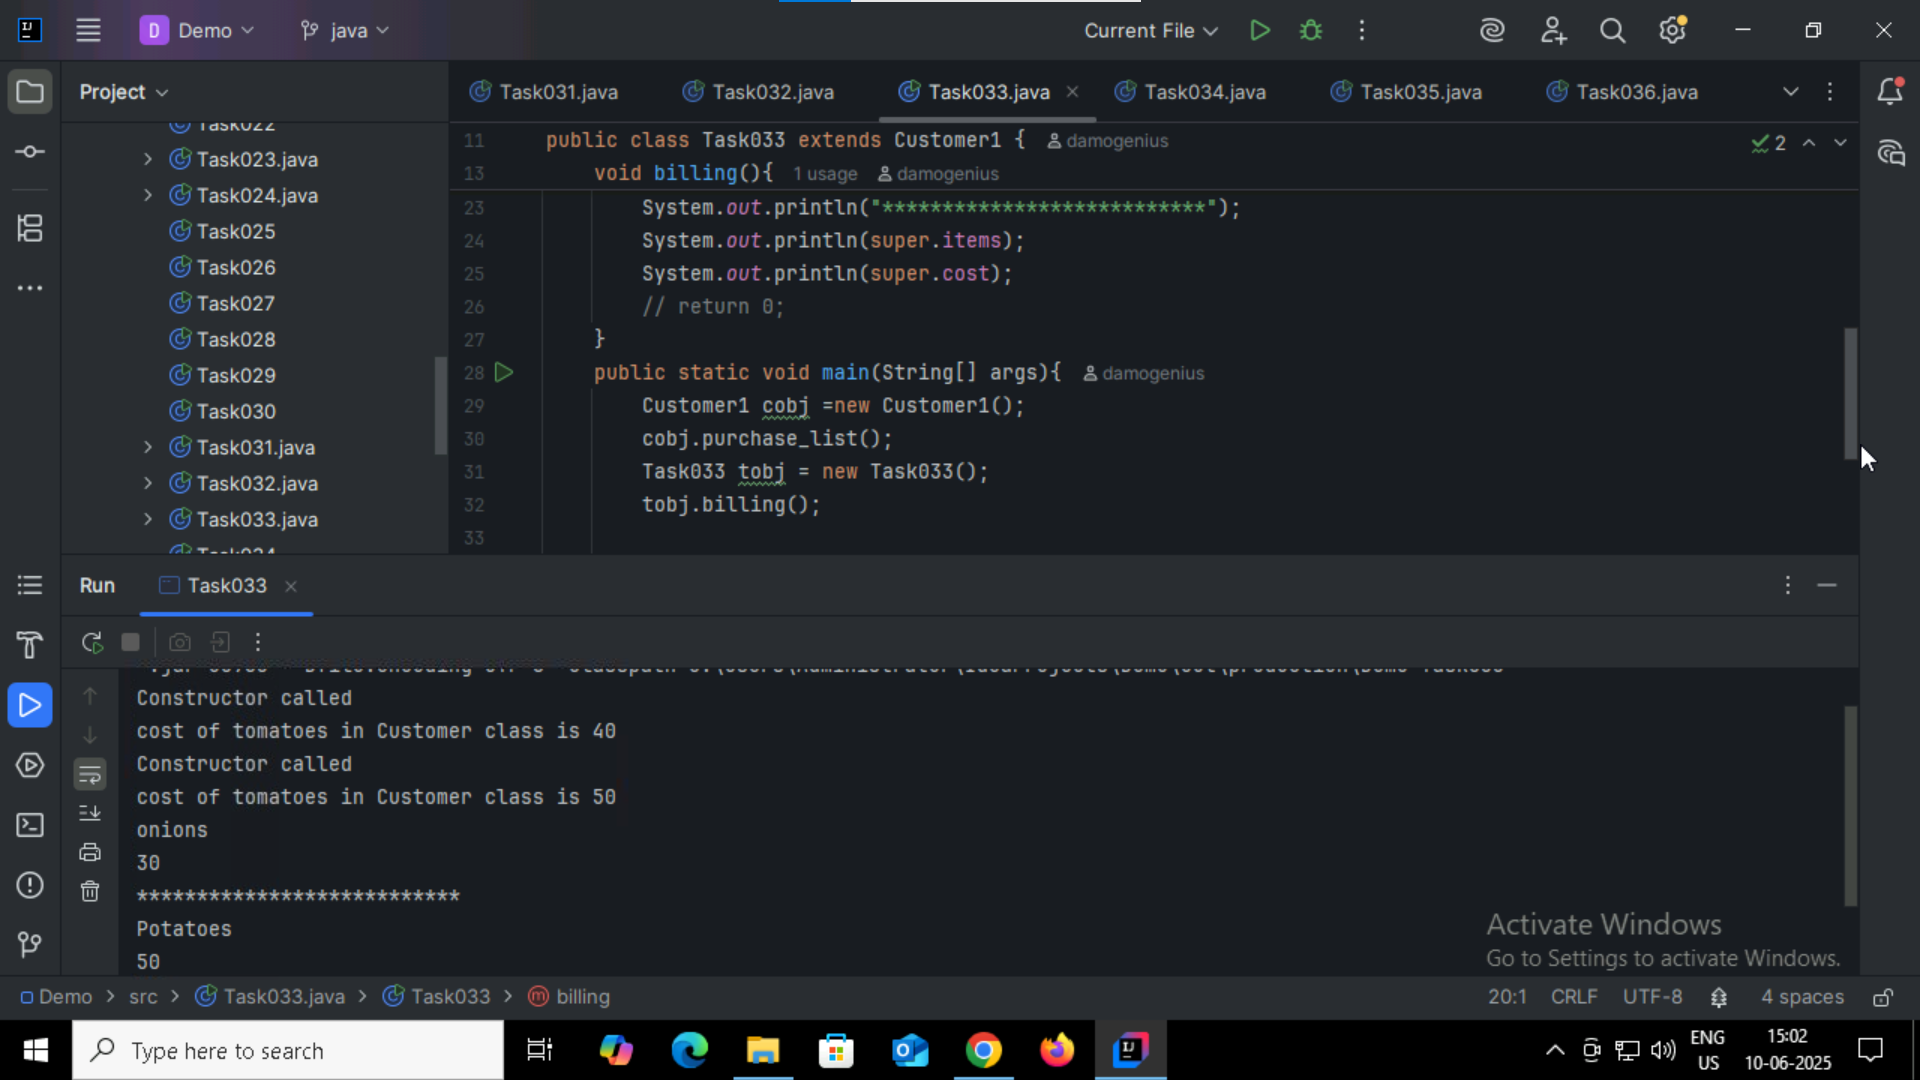 D Demo
java
Current File
Project
Task031.java
Task032.java
Task033.java
Task034.java
Task035.java
Task036.java
Task022
Task023.java
Task024.java
Task025
Task026
Task027
Task028
Task029
Task030
Task031.java
Task032.java
Task033.java
Task034
11 public class Task033 extends Customer1 { damogenius
2
13 void billing(){ 1 usage damogenius
23 System.out.println("***************************");
24 System.out.println(super.items);
25 System.out.println(super.cost);
26 // return 0;
27 }
28 public static void main(String[] args){ damogenius
29 Customer1 cobj =new Customer1();
30 cobj.purchase_list();
31 Task033 tobj = new Task033();
32 tobj.billing();
33
Run
Task033
Constructor called
cost of tomatoes in Customer class is 40
Constructor called
cost of tomatoes in Customer class is 50
onions
30
***************************
Potatoes
50
Activate Windows
Go to Settings to activate Windows.
Demo > src > Task033.java > Task033 > m billing
20:1 CRLF UTF-8 4 spaces
Type here to search
ENG
US
15:02
10-06-2025